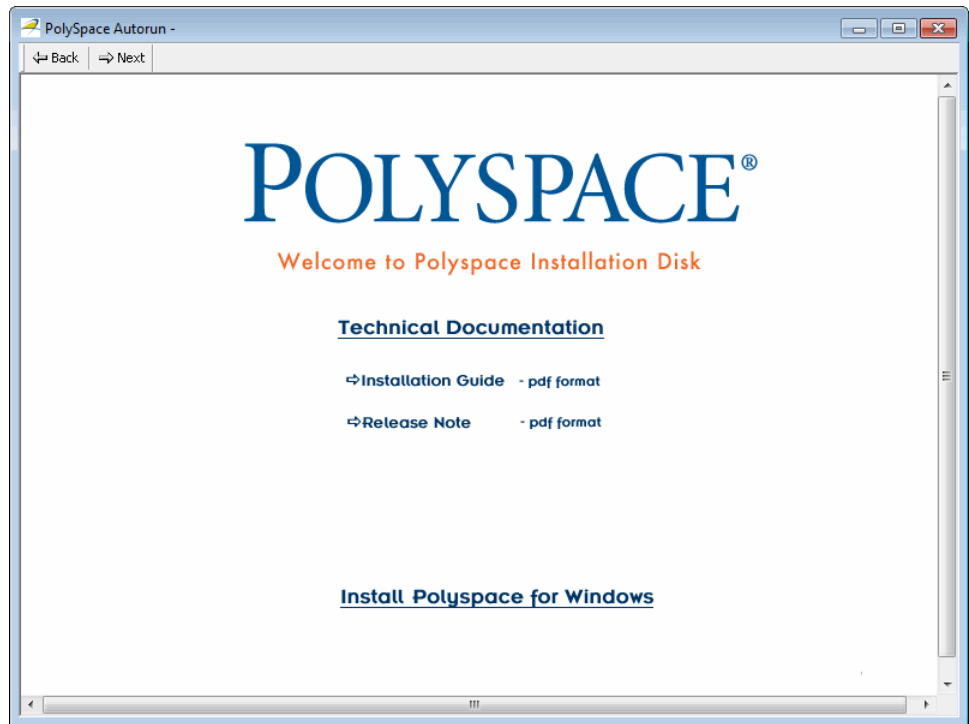 PolySpace Autorun -
Back Next
POLYSPACE®
Welcome to Polyspace Installation Disk
Technical Documentation
⇨Installation Guide - pdf format
⇨Release Note - pdf format
Install Polyspace for Windows